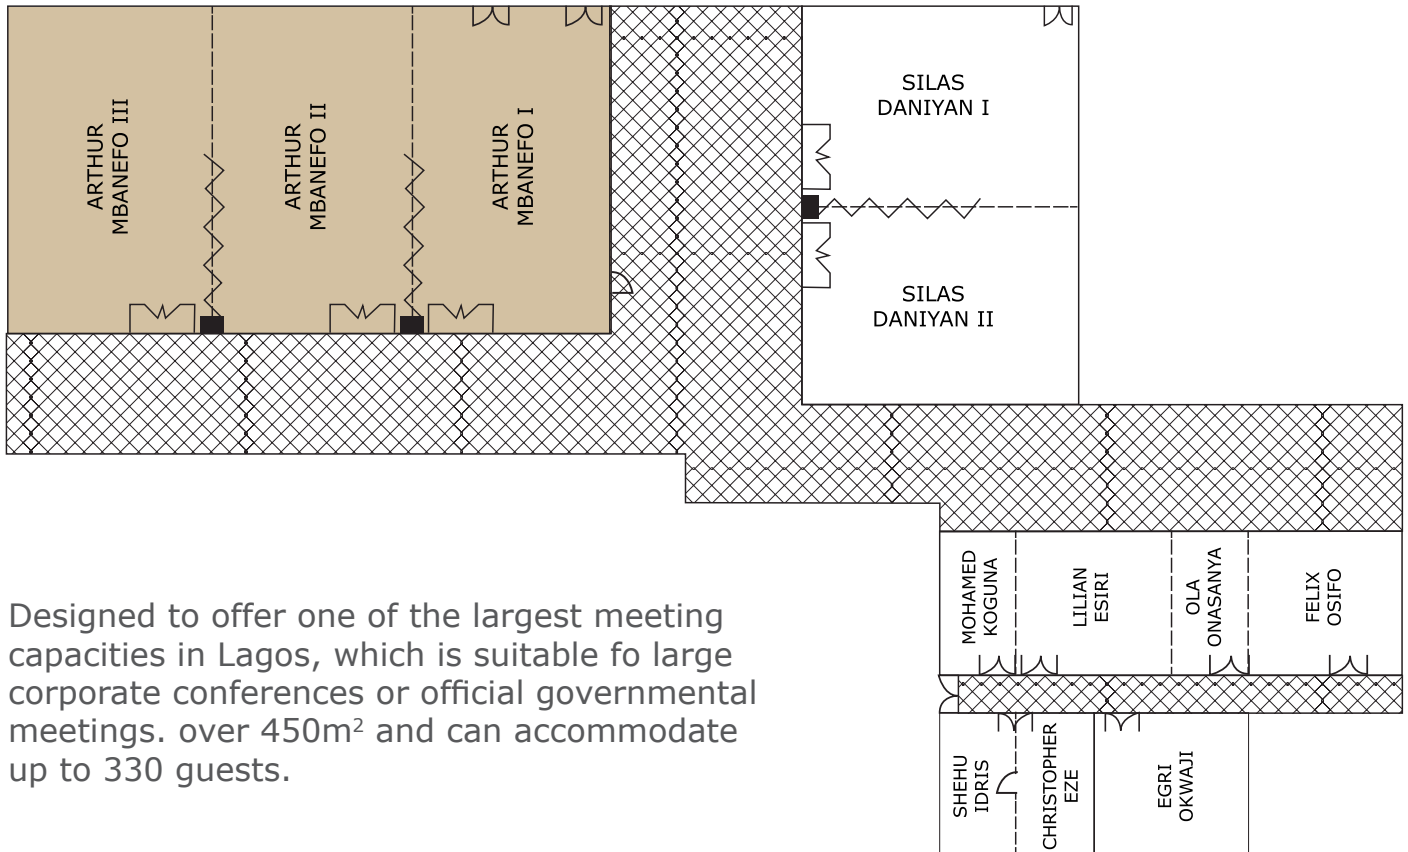 ARTHUR
MBANEFO III
ARTHUR
MBANEFO II
ARTHUR
MBANEFO I
SILAS
DANIYAN I
SILAS
DANIYAN II
MOHAMED
KOGUNA
LILIAN
ESIRI
OLA
ONASANYA
FELIX
OSIFO
Designed to offer one of the largest meeting
capacities in Lagos, which is suitable fo large
corporate conferences or official governmental
meetings. over 450m² and can accommodate
up to 330 guests.
SHEHU
IDRIS
CHRISTOPHER
EZE
EGRI
OKWAJI